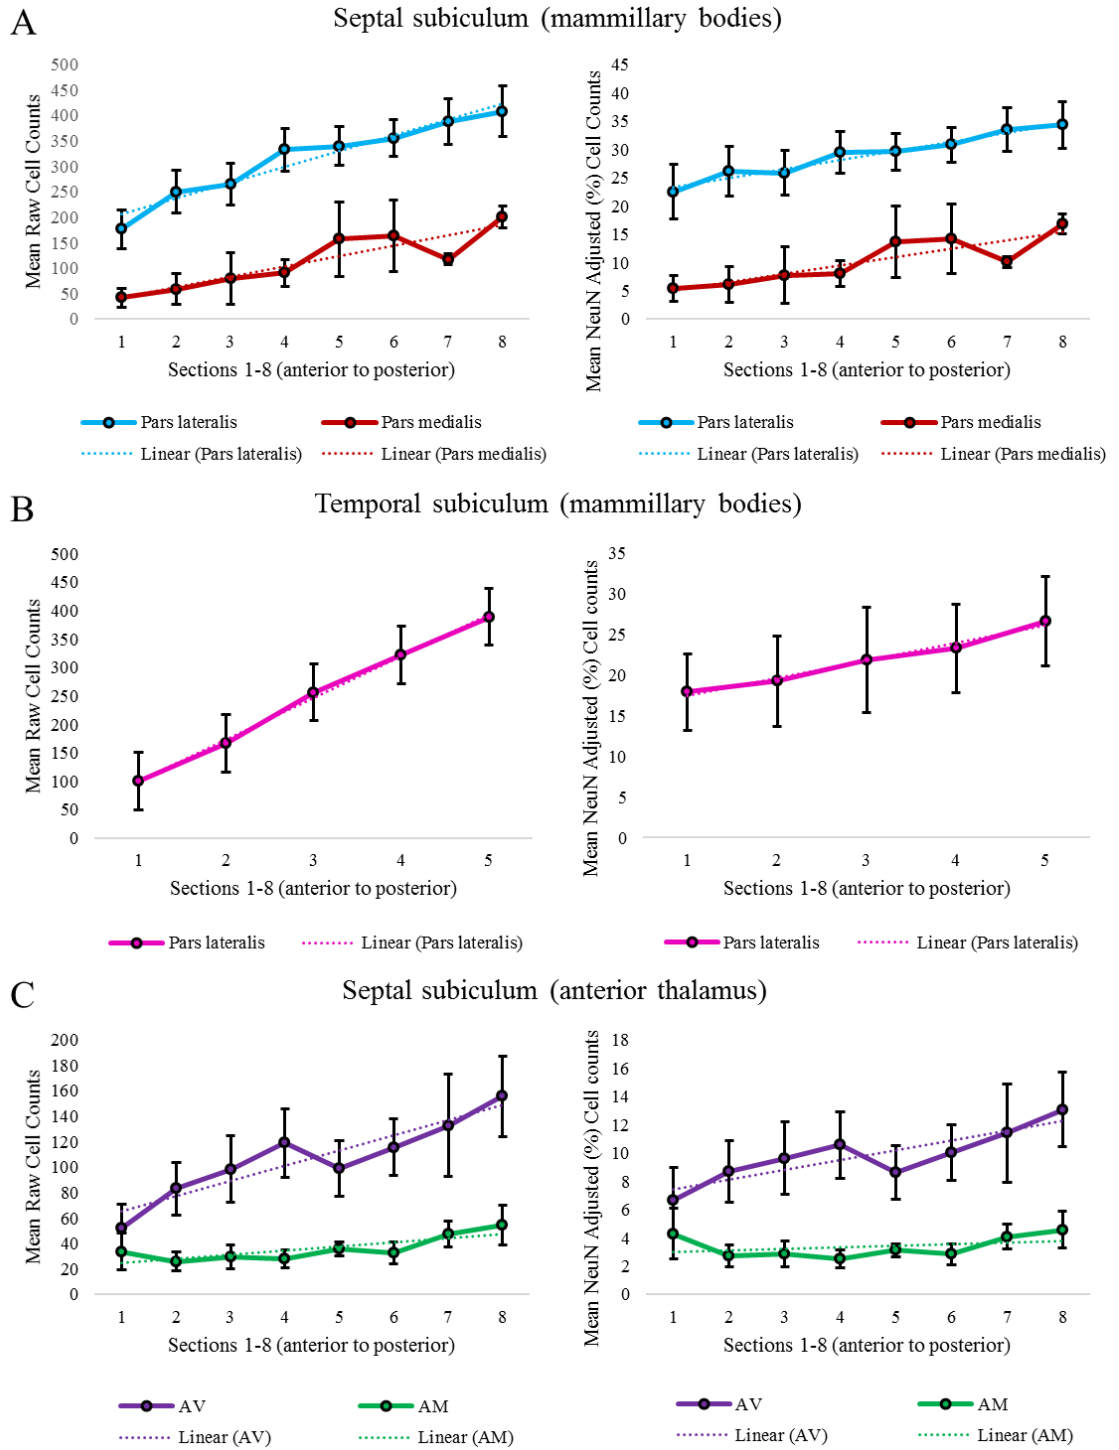 A
Septal subiculum (mammillary bodies)
Mean Raw Cell Counts
500
450
400
350
300
250
200
150
100
50
0
1 2 3 4 5 6 7 8
Sections 1-8 (anterior to posterior)
Pars lateralis Pars medialis
Linear (Pars lateralis) Linear (Pars medialis)
Mean NeuN Adjusted (%) Cell Counts
45
40
35
30
25
20
15
10
5
0
1 2 3 4 5 6 7 8
Sections 1-8 (anterior to posterior)
Pars lateralis Pars medialis
Linear (Pars lateralis) Linear (Pars medialis)
B
Temporal subiculum (mammillary bodies)
Mean Raw Cell Counts
500
450
400
350
300
250
200
150
100
50
0
1 2 3 4 5
Sections 1-8 (anterior to posterior)
Pars lateralis Linear (Pars lateralis)
Mean NeuN Adjusted (%) Cell counts
35
30
25
20
15
10
5
0
1 2 3 4 5
Sections 1-8 (anterior to posterior)
Pars lateralis Linear (Pars lateralis)
C
Septal subiculum (anterior thalamus)
Mean Raw Cell Counts
200
180
160
140
120
100
80
60
40
20
0
1 2 3 4 5 6 7 8
Sections 1-8 (anterior to posterior)
AV AM
Linear (AV) Linear (AM)
Mean NeuN Adjusted (%) Cell counts
18
16
14
12
10
8
6
4
2
0
1 2 3 4 5 6 7 8
Sections 1-8 (anterior to posterior)
AV AM
Linear (AV) Linear (AM)